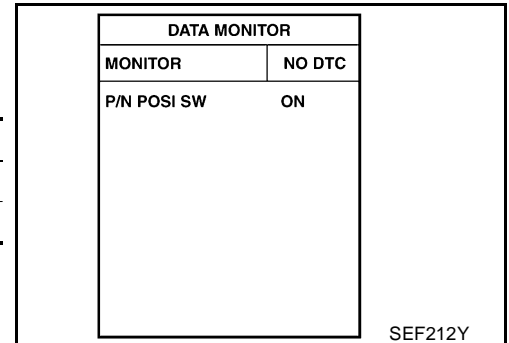 DATA MONITOR
MONITOR NO DTC
P/N POSI SW ON
SEF212Y